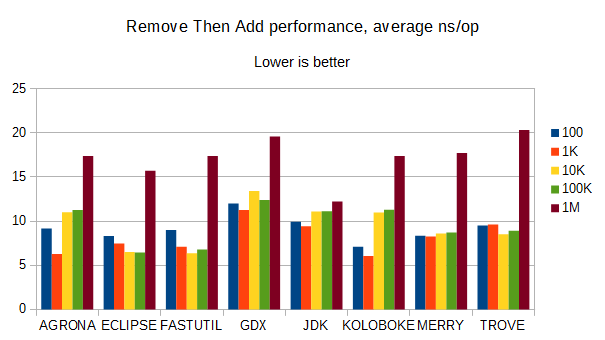 Remove Then Add performance, average ns/op
Lower is better
25
20
15
10
5
0
AGRONA ECLIPSE FASTUTIL GDX JDK KOLOBOKE MERRY TROVE
100
1K
10K
100K
1M